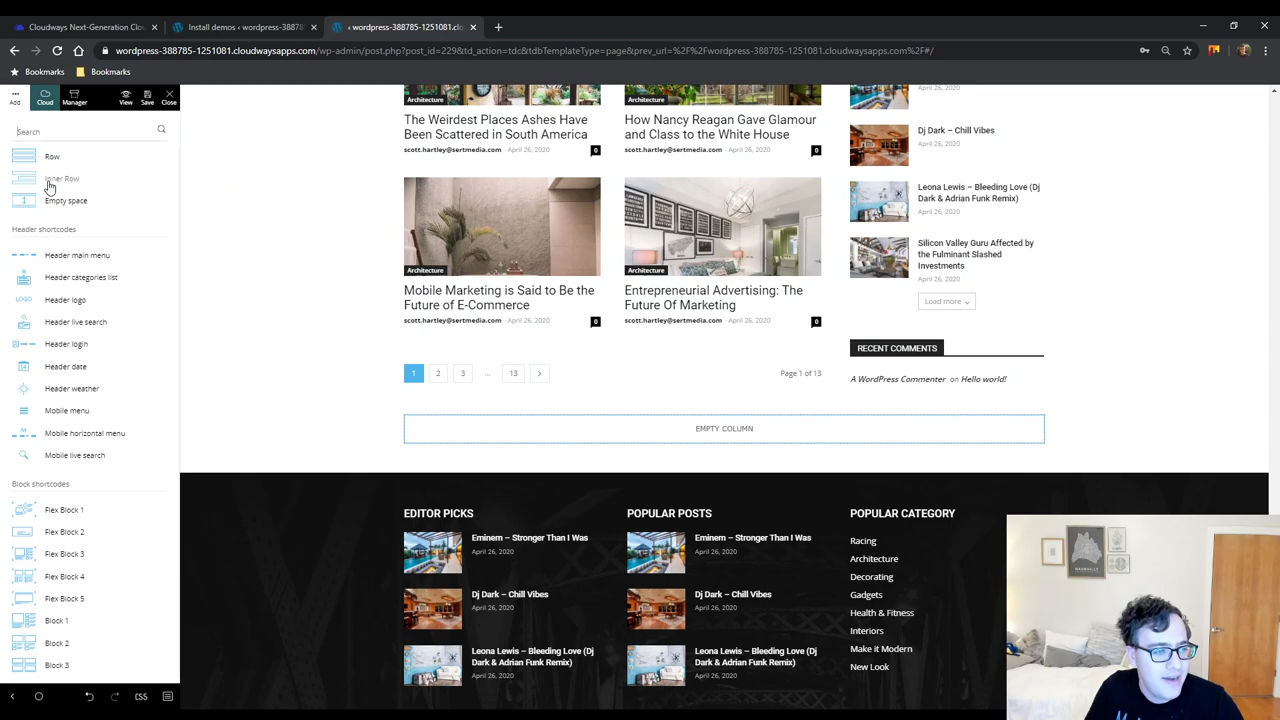 Cloudways Next-Generation Cloud
Install demos ‹ wordpress-388785
wordpress-388785-1251081.clou
wordpress-388785-1251081.cloudwaysapps.com/wp-admin/post.php?post_id=229&td_action=tdc&tdbTemplateType=page&prev_url=%2F%2Fwordpress-388785-1251081.cloudwaysapps.com%2F#/
Bookmarks
Bookmarks
Add
Cloud
Manager
View
Save
Close
Search
Row
Inner Row
Empty space
Header shortcodes
Header main menu
Header categories list
LOGO
Header logo
Header live search
Header login
14
Header date
Header weather
Mobile menu
M
Mobile horizontal menu
Mobile live search
Block shortcodes
Flex Block 1
Flex Block 2
Flex Block 3
Flex Block 4
Flex Block 5
Block 1
Block 2
Block 3
CSS
Architecture
The Weirdest Places Ashes Have
Been Scattered in South America
scott.hartley@sertmedia.com - April 26, 2020
0
Architecture
How Nancy Reagan Gave Glamour
and Class to the White House
scott.hartley@sertmedia.com - April 26, 2020
0
Architecture
Mobile Marketing is Said to Be the
Future of E-Commerce
scott.hartley@sertmedia.com - April 26, 2020
0
Architecture
Entrepreneurial Advertising: The
Future Of Marketing
scott.hartley@sertmedia.com - April 26, 2020
0
1
2
3
...
13
Page 1 of 13
April 26, 2020
Dj Dark – Chill Vibes
April 26, 2020
Leona Lewis – Bleeding Love (Dj
Dark & Adrian Funk Remix)
April 26, 2020
Silicon Valley Guru Affected by
the Fulminant Slashed
Investments
April 26, 2020
Load more
RECENT COMMENTS
A WordPress Commenter on Hello world!
EMPTY COLUMN
EDITOR PICKS
Eminem – Stronger Than I Was
April 26, 2020
Dj Dark – Chill Vibes
April 26, 2020
Leona Lewis – Bleeding Love (Dj
Dark & Adrian Funk Remix)
April 26, 2020
POPULAR POSTS
Eminem – Stronger Than I Was
April 26, 2020
Dj Dark – Chill Vibes
April 26, 2020
Leona Lewis – Bleeding Love (Dj
Dark & Adrian Funk Remix)
April 26, 2020
POPULAR CATEGORY
Racing
Architecture
Decorating
Gadgets
Health & Fitness
Interiors
Make it Modern
New Look